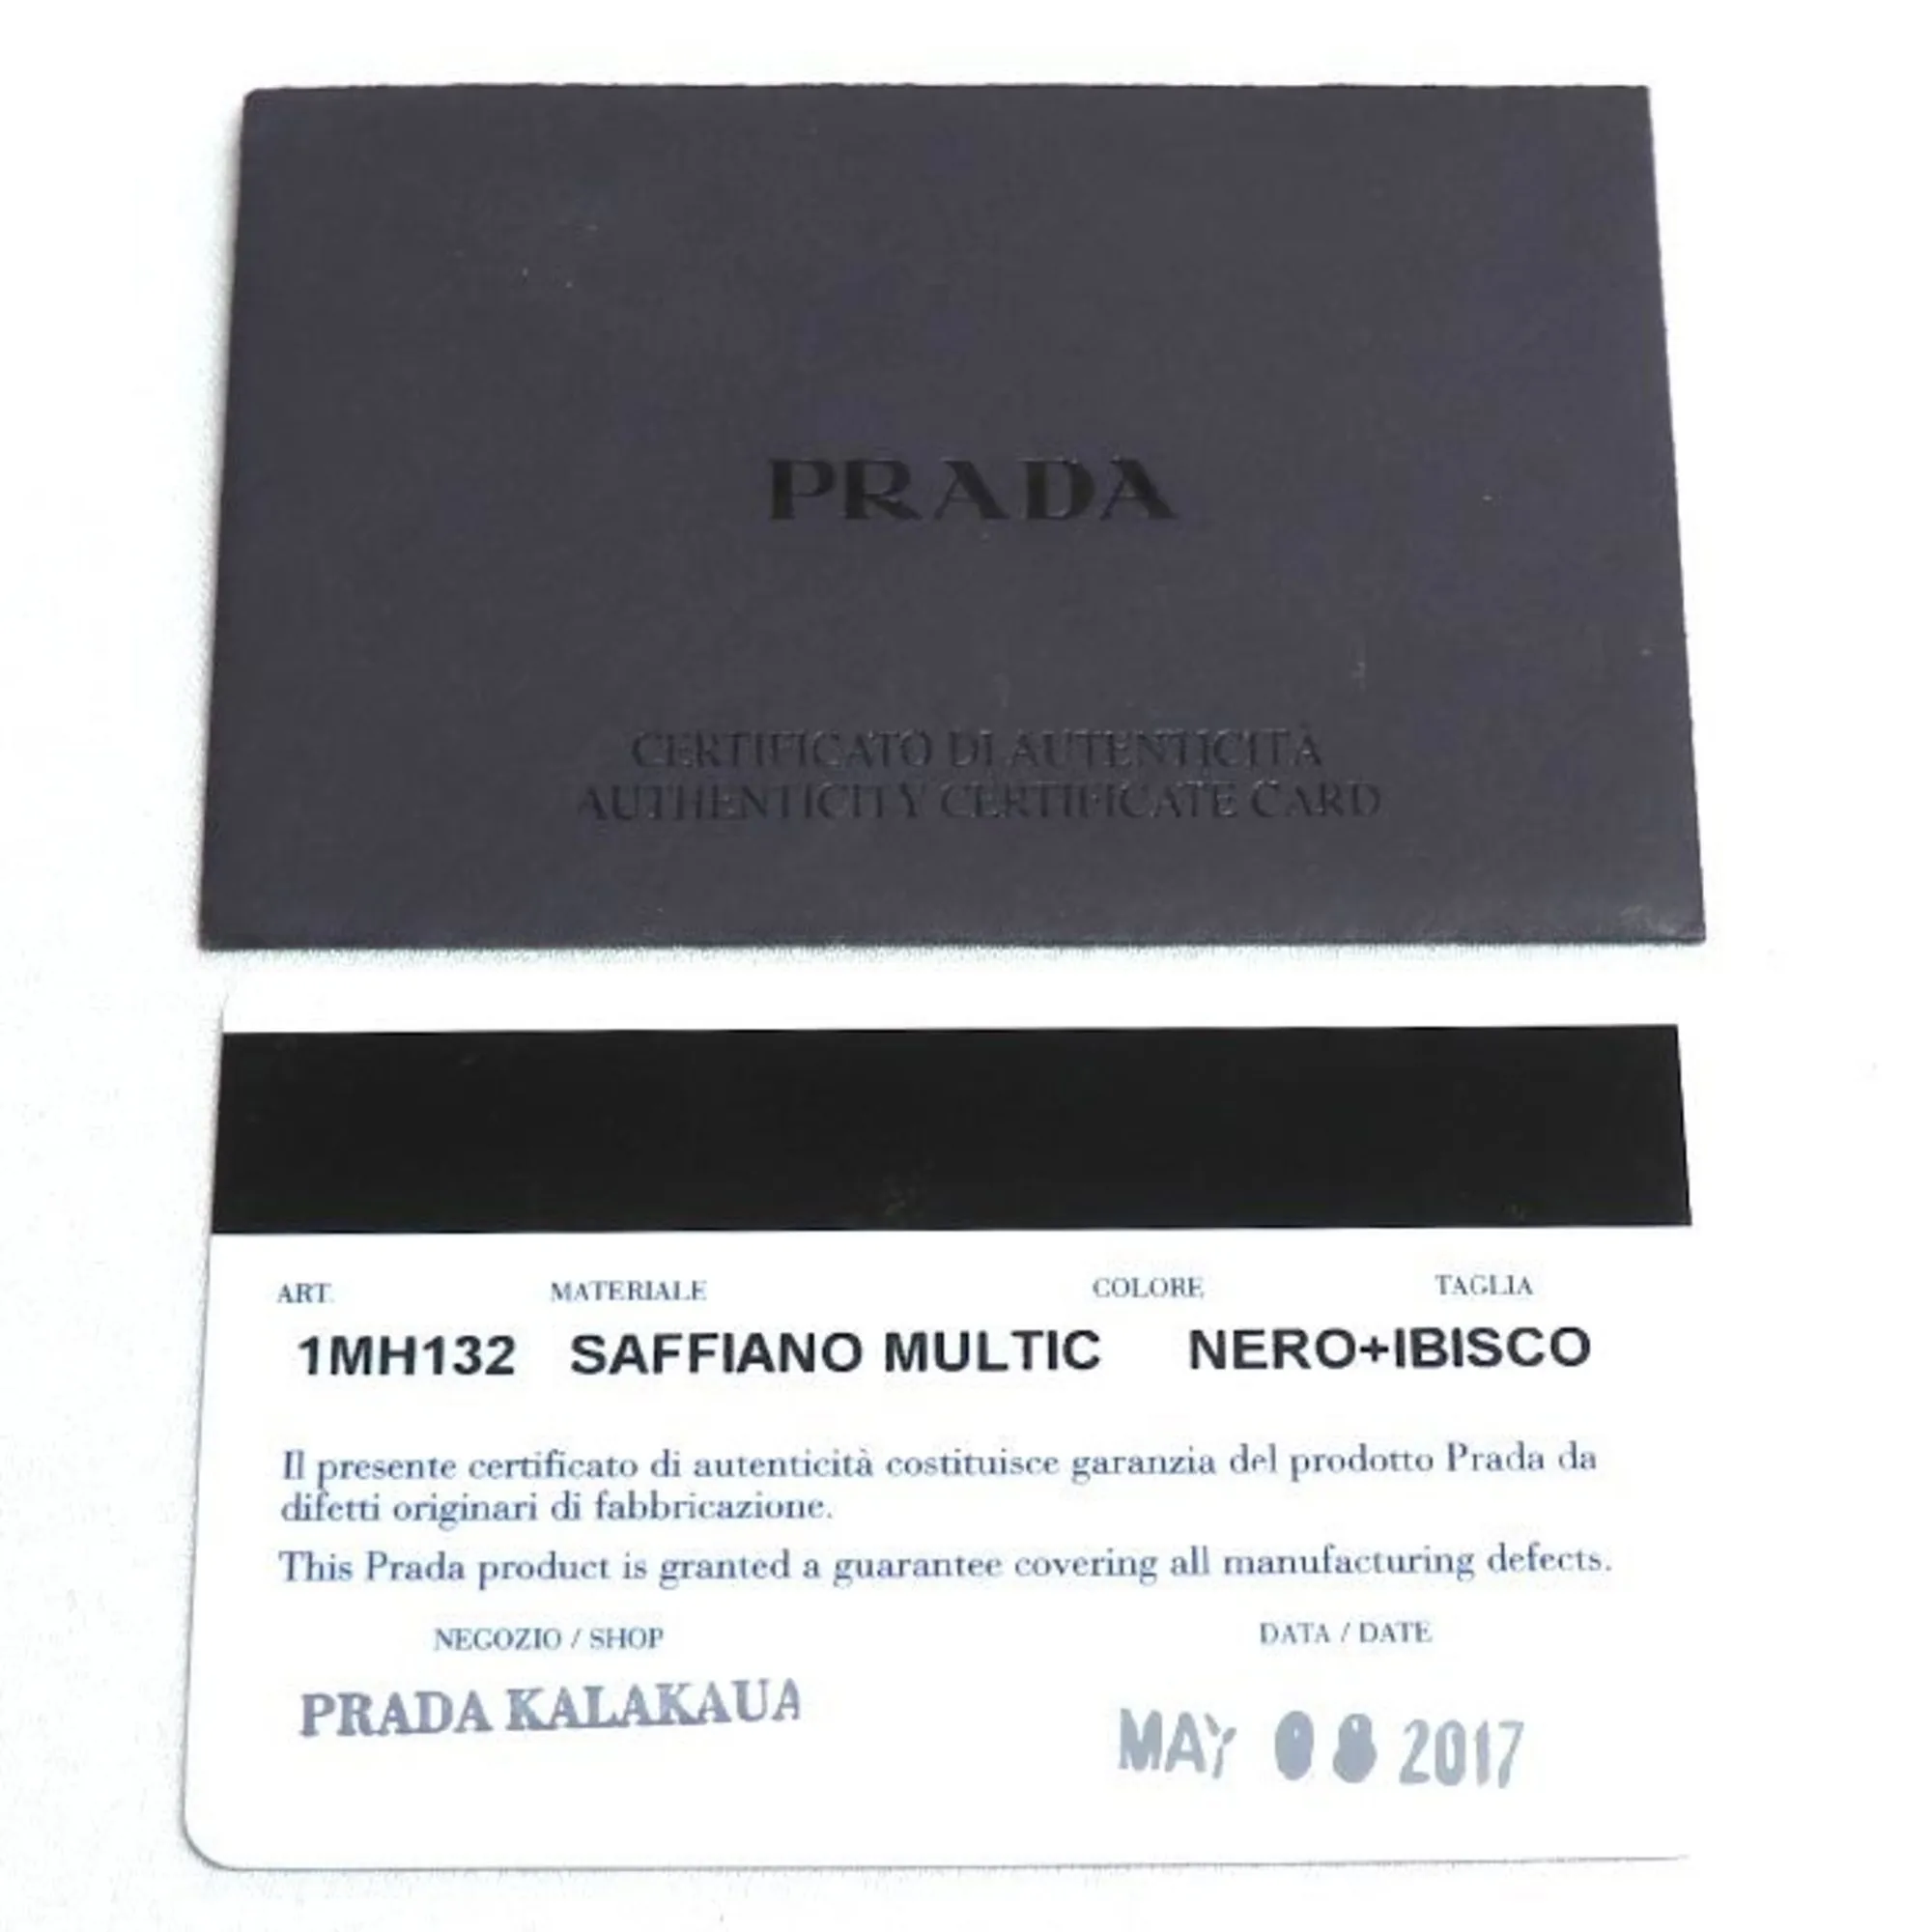 PRADA
CERTIFICATO DI AUTENTICITÀ
AUTHENTICITY CERTIFICATE CARD
ART. MATERIALE COLORE TAGLIA
1MH132 SAFFIANO MULTIC NERO+IBISCO
Il presente certificato di autenticità costituisce garanzia del prodotto Prada da
difetti originari di fabbricazione.
This Prada product is granted a guarantee covering all manufacturing defects.
NEGOZIO / SHOP DATA / DATE
PRADA KALAKAUA MAY 08 2017